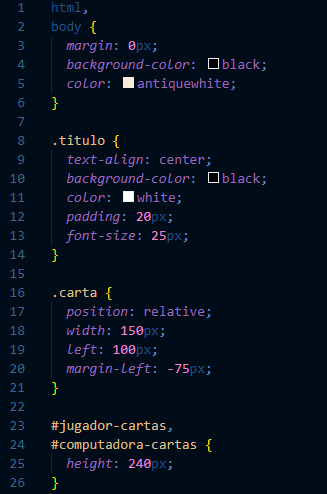 1 html,
2 body {
3   margin: 0px;
4   background-color: black;
5   color: antiquewhite;
6 }
7
8 .titulo {
9   text-align: center;
10   background-color: black;
11   color: white;
12   padding: 20px;
13   font-size: 25px;
14 }
15
16 .carta {
17   position: relative;
18   width: 150px;
19   left: 100px;
20   margin-left: -75px;
21 }
22
23 #jugador-cartas,
24 #computadora-cartas {
25   height: 240px;
26 }